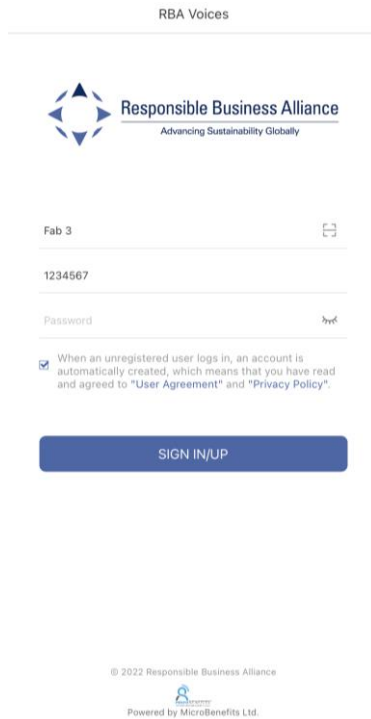 RBA Voices
Responsible Business Alliance
Advancing Sustainability Globally
Fab 3
1234567
Password
When an unregistered user logs in, an account is
automatically created, which means that you have read
and agreed to "User Agreement" and "Privacy Policy".
SIGN IN/UP
© 2022 Responsible Business Alliance
Powered by MicroBenefits Ltd.